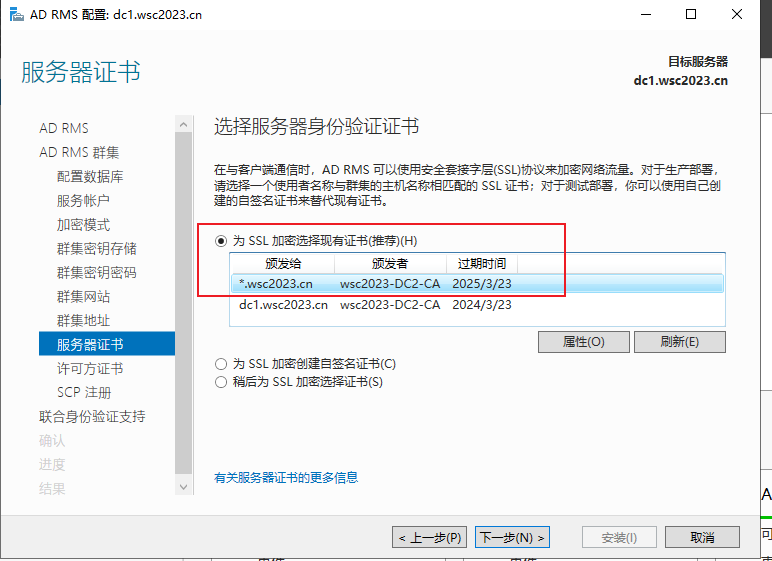 AD RMS 配置: dc1.wsc2023.cn
服务器证书
目标服务器
dc1.wsc2023.cn
AD RMS
AD RMS 群集
配置数据库
服务帐户
加密模式
群集密钥存储
群集密钥密码
群集网站
群集地址
服务器证书
许可方证书
SCP 注册
联合身份验证支持
确认
进度
结果
选择服务器身份验证证书
在与客户端通信时，AD RMS 可以使用安全套接字层(SSL)协议来加密网络流量。对于生产部署，
请选择一个使用者名称与群集的主机名称相匹配的 SSL 证书；对于测试部署，你可以使用自己创
建的自签名证书来替代现有证书。
为 SSL 加密选择现有证书(推荐)(H)
颁发给 颁发者 过期时间
*.wsc2023.cn wsc2023-DC2-CA 2025/3/23
dc1.wsc2023.cn wsc2023-DC2-CA 2024/3/23
属性(O) 刷新(E)
为 SSL 加密创建自签名证书(C)
稍后为 SSL 加密选择证书(S)
有关服务器证书的更多信息
< 上一步(P) 下一步(N) > 安装(I) 取消
A
可